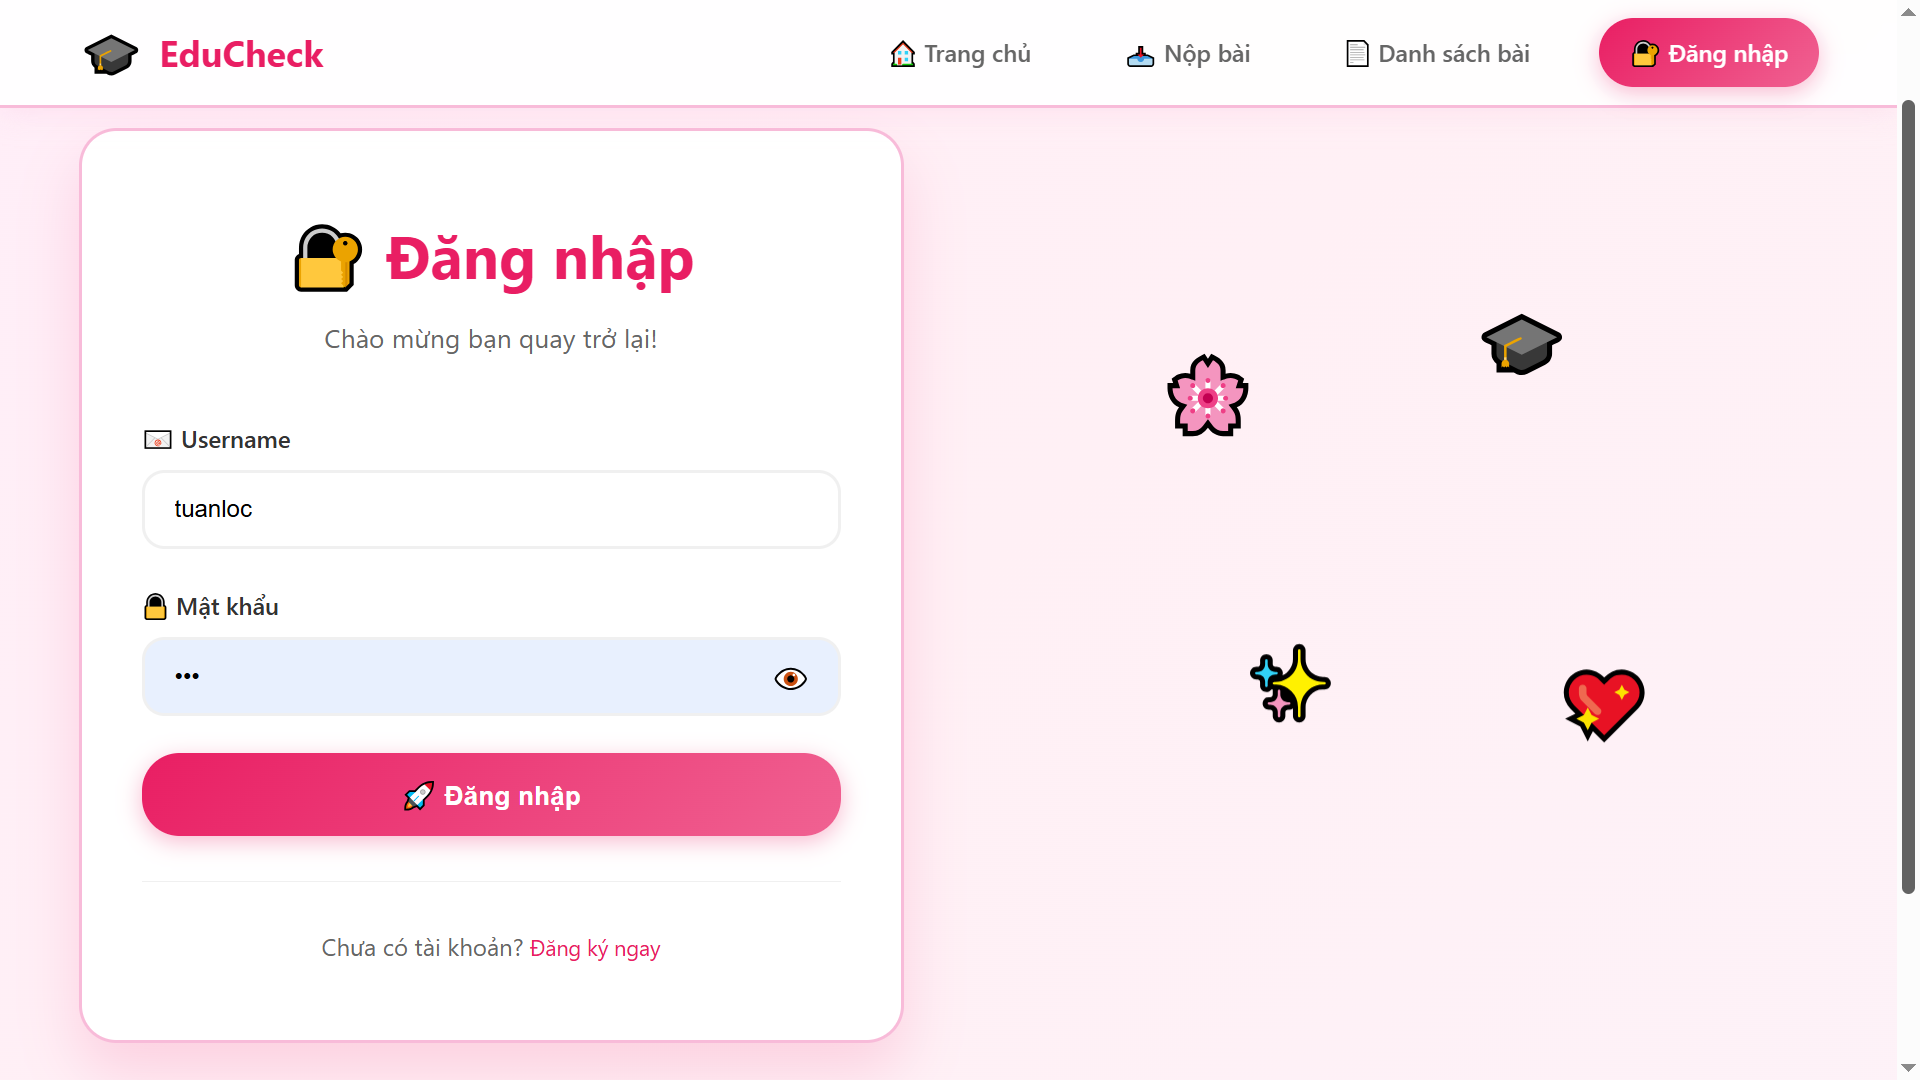 EduCheck
Trang chủ
Nộp bài
Danh sách bài
Đăng nhập
Đăng nhập
Chào mừng bạn quay trở lại!
Username
tuanloc
Mật khẩu
•••
Đăng nhập
Chưa có tài khoản? Đăng ký ngay